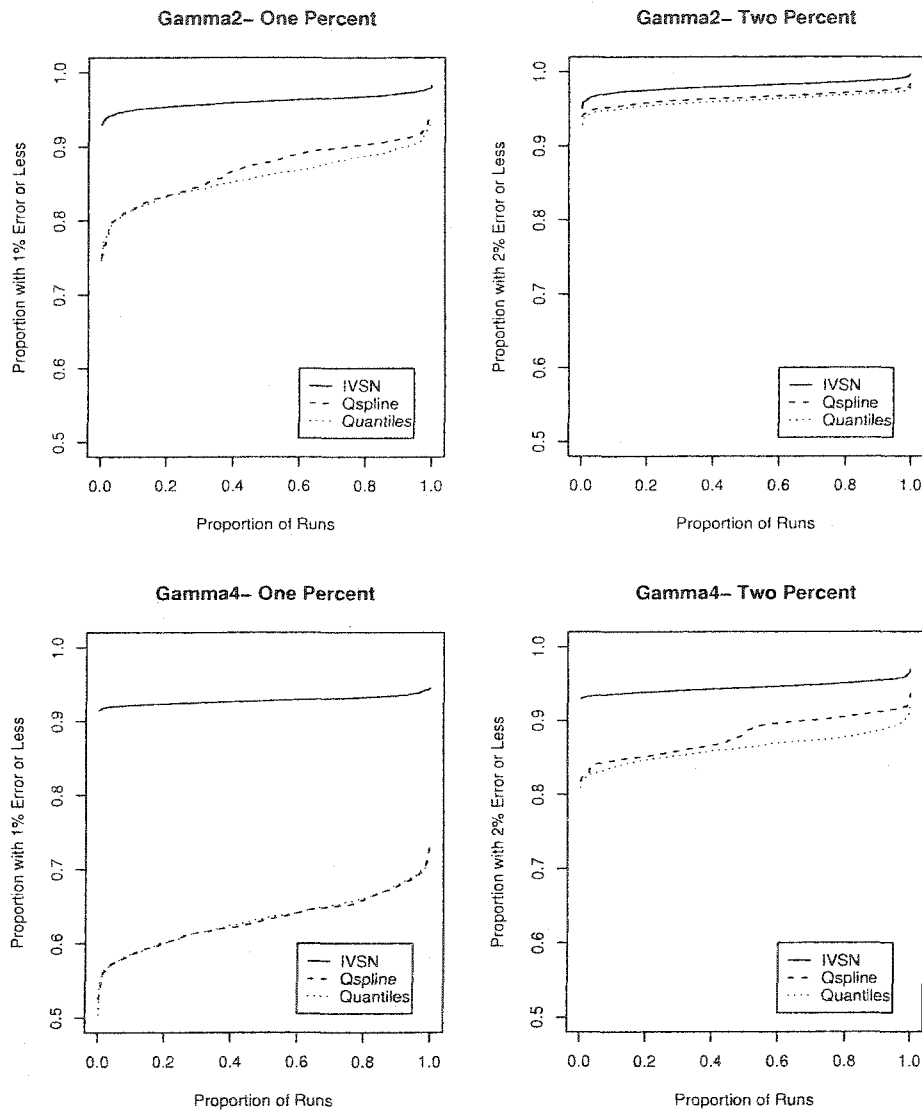 Gamma2– One Percent
Proportion with 1% Error or Less
1.0
0.9
0.8
0.7
0.6
0.5
IVSN
Qspline
Quantiles
0.0 0.2 0.4 0.6 0.8 1.0
Proportion of Runs
Gamma2– Two Percent
Proportion with 2% Error or Less
1.0
0.9
0.8
0.7
0.6
0.5
IVSN
Qspline
Quantiles
0.0 0.2 0.4 0.6 0.8 1.0
Proportion of Runs
Gamma4– One Percent
Proportion with 1% Error or Less
1.0
0.9
0.8
0.7
0.6
0.5
IVSN
Qspline
Quantiles
0.0 0.2 0.4 0.6 0.8 1.0
Proportion of Runs
Gamma4– Two Percent
Proportion with 2% Error or Less
1.0
0.9
0.8
0.7
0.6
0.5
IVSN
Qspline
Quantiles
0.0 0.2 0.4 0.6 0.8 1.0
Proportion of Runs